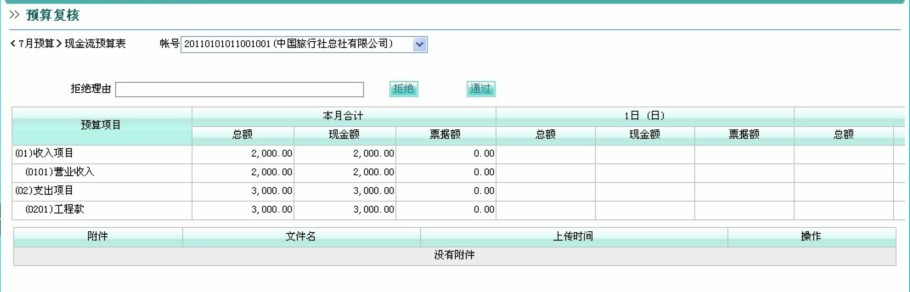 >> 预算复核
<7月预算>现金流预算表 帐号 20110101011001001(中国旅行社总社有限公司)
拒绝理由 拒绝 通过
预算项目 本月合计 1日 (日)
总额 现金额 票据额 总额 现金额 票据额 总额
(01)收入项目 2,000.00 2,000.00 0.00
(0101)营业收入 2,000.00 2,000.00 0.00
(02)支出项目 3,000.00 3,000.00 0.00
(0201)工程款 3,000.00 3,000.00 0.00
附件 文件名 上传时间 操作
没有附件